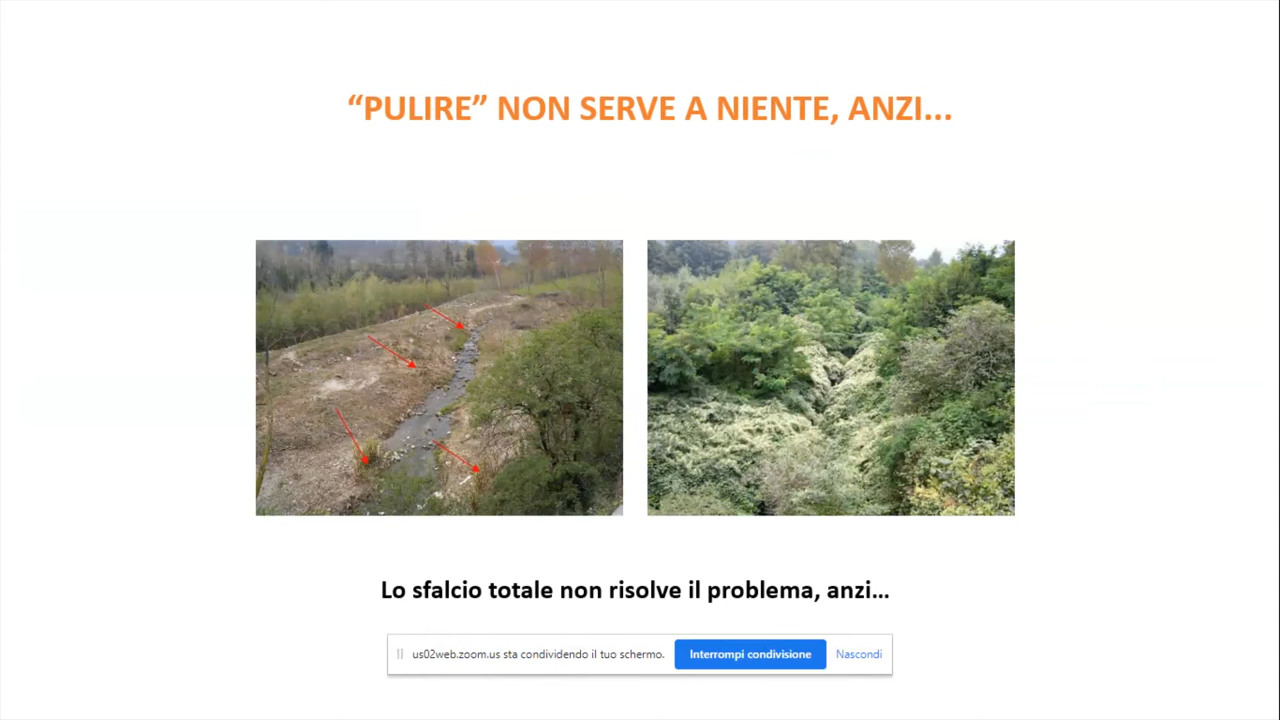 “PULIRE” NON SERVE A NIENTE, ANZI...
Lo sfalcio totale non risolve il problema, anzi...
us02web.zoom.us sta condividendo il tuo schermo.
Interrompi condivisione
Nascondi